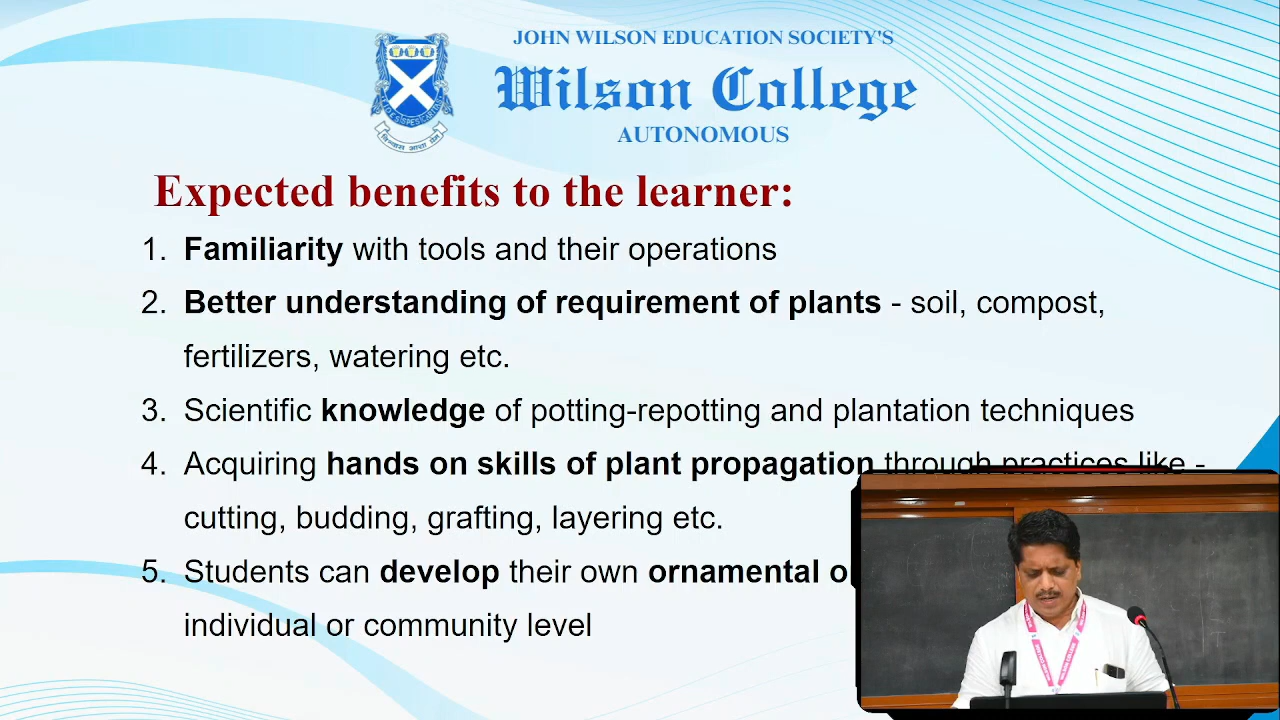 JOHN WILSON EDUCATION SOCIETY'S
Wilson College
AUTONOMOUS
Expected benefits to the learner:
1. Familiarity with tools and their operations
2. Better understanding of requirement of plants - soil, compost,
fertilizers, watering etc.
3. Scientific knowledge of potting-repotting and plantation techniques
4. Acquiring hands on skills of plant propagation through practices like -
cutting, budding, grafting, layering etc.
5. Students can develop their own ornamental
individual or community level